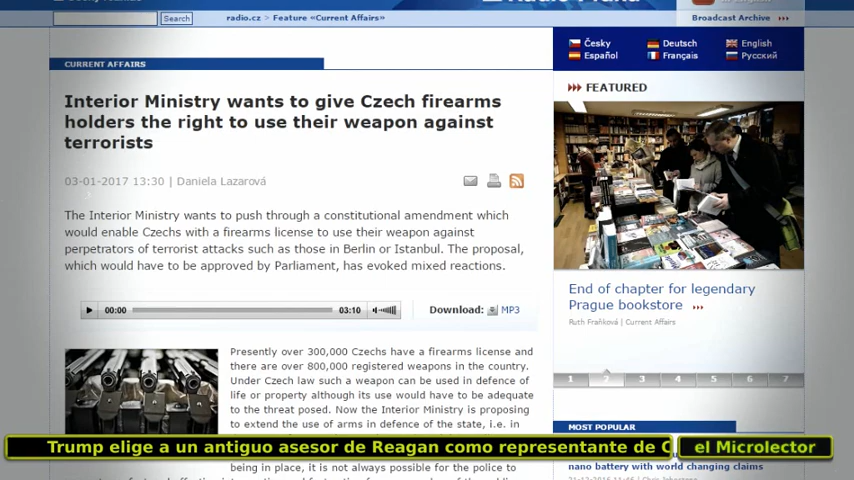 Search
radio.cz > Feature «Current Affairs»
Broadcast Archive
Česky
Deutsch
English
Español
Français
Русский
CURRENT AFFAIRS
Interior Ministry wants to give Czech firearms
holders the right to use their weapon against
terrorists
03-01-2017 13:30 | Daniela Lazarová
The Interior Ministry wants to push through a constitutional amendment which
would enable Czechs with a firearms license to use their weapon against
perpetrators of terrorist attacks such as those in Berlin or Istanbul. The proposal,
which would have to be approved by Parliament, has evoked mixed reactions.
00:00
03:10
Download:
MP3
Presently over 300,000 Czechs have a firearms license and
there are over 800,000 registered weapons in the country.
Under Czech law such a weapon can be used in defence of
life or property although its use would have to be adequate
to the threat posed. Now the Interior Ministry is proposing
to extend the use of arms in defence of the state, i.e. in
being in place, it is not always possible for the police to
FEATURED
End of chapter for legendary
Prague bookstore
Ruth Fraňková | Current Affairs
1 2 3 4 5 6 7
MOST POPULAR
nano battery with world changing claims
Trump elige a un antiguo asesor de Reagan como representante de C
el Microlector